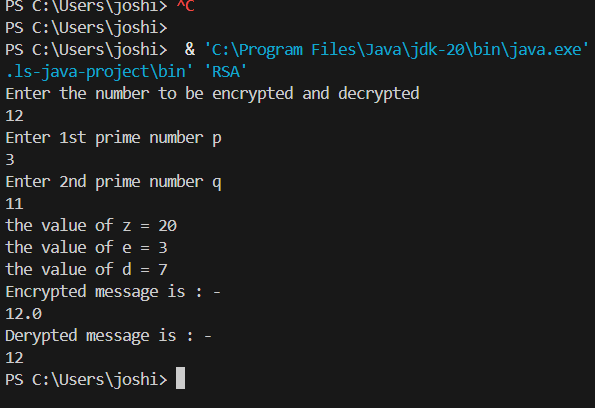 PS C:\Users\joshi> ^C
PS C:\Users\joshi>
PS C:\Users\joshi>  & 'C:\Program Files\Java\jdk-20\bin\java.exe'
.ls-java-project\bin' 'RSA'
Enter the number to be encrypted and decrypted
12
Enter 1st prime number p
3
Enter 2nd prime number q
11
the value of z = 20
the value of e = 3
the value of d = 7
Encrypted message is : -
12.0
Derypted message is : -
12
PS C:\Users\joshi>